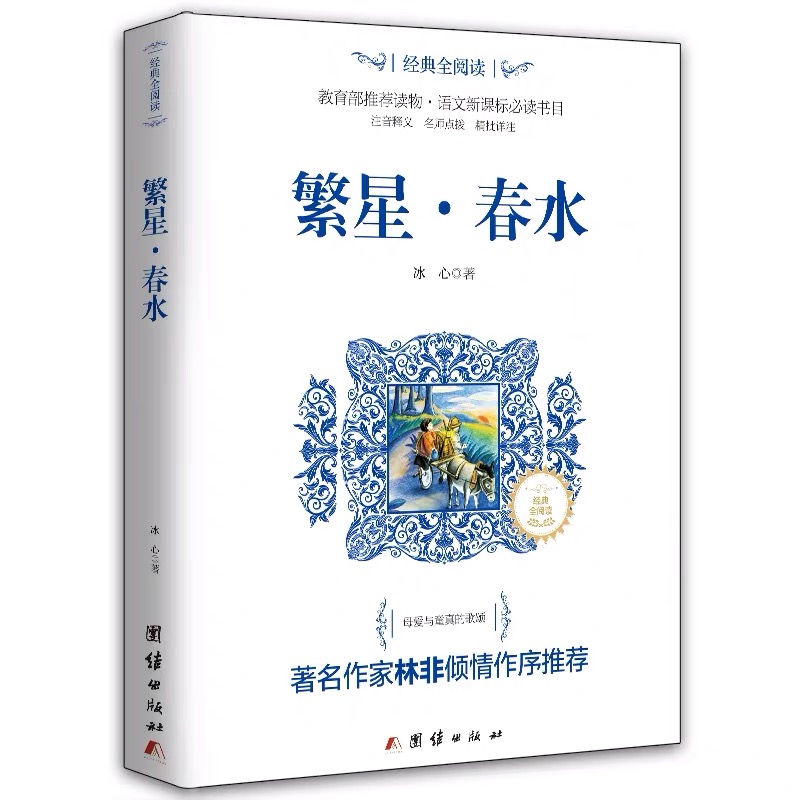 经典全阅读
繁星·春水
冰 心◎著
团结出版社
经典全阅读
教育部推荐读物·语文新课标必读书目
注音释义 名师点拨 精批详注
繁星·春水
冰 心◎著
经典
全阅读
母爱与童真的歌颂
著名作家林非倾情作序推荐
团结出版社